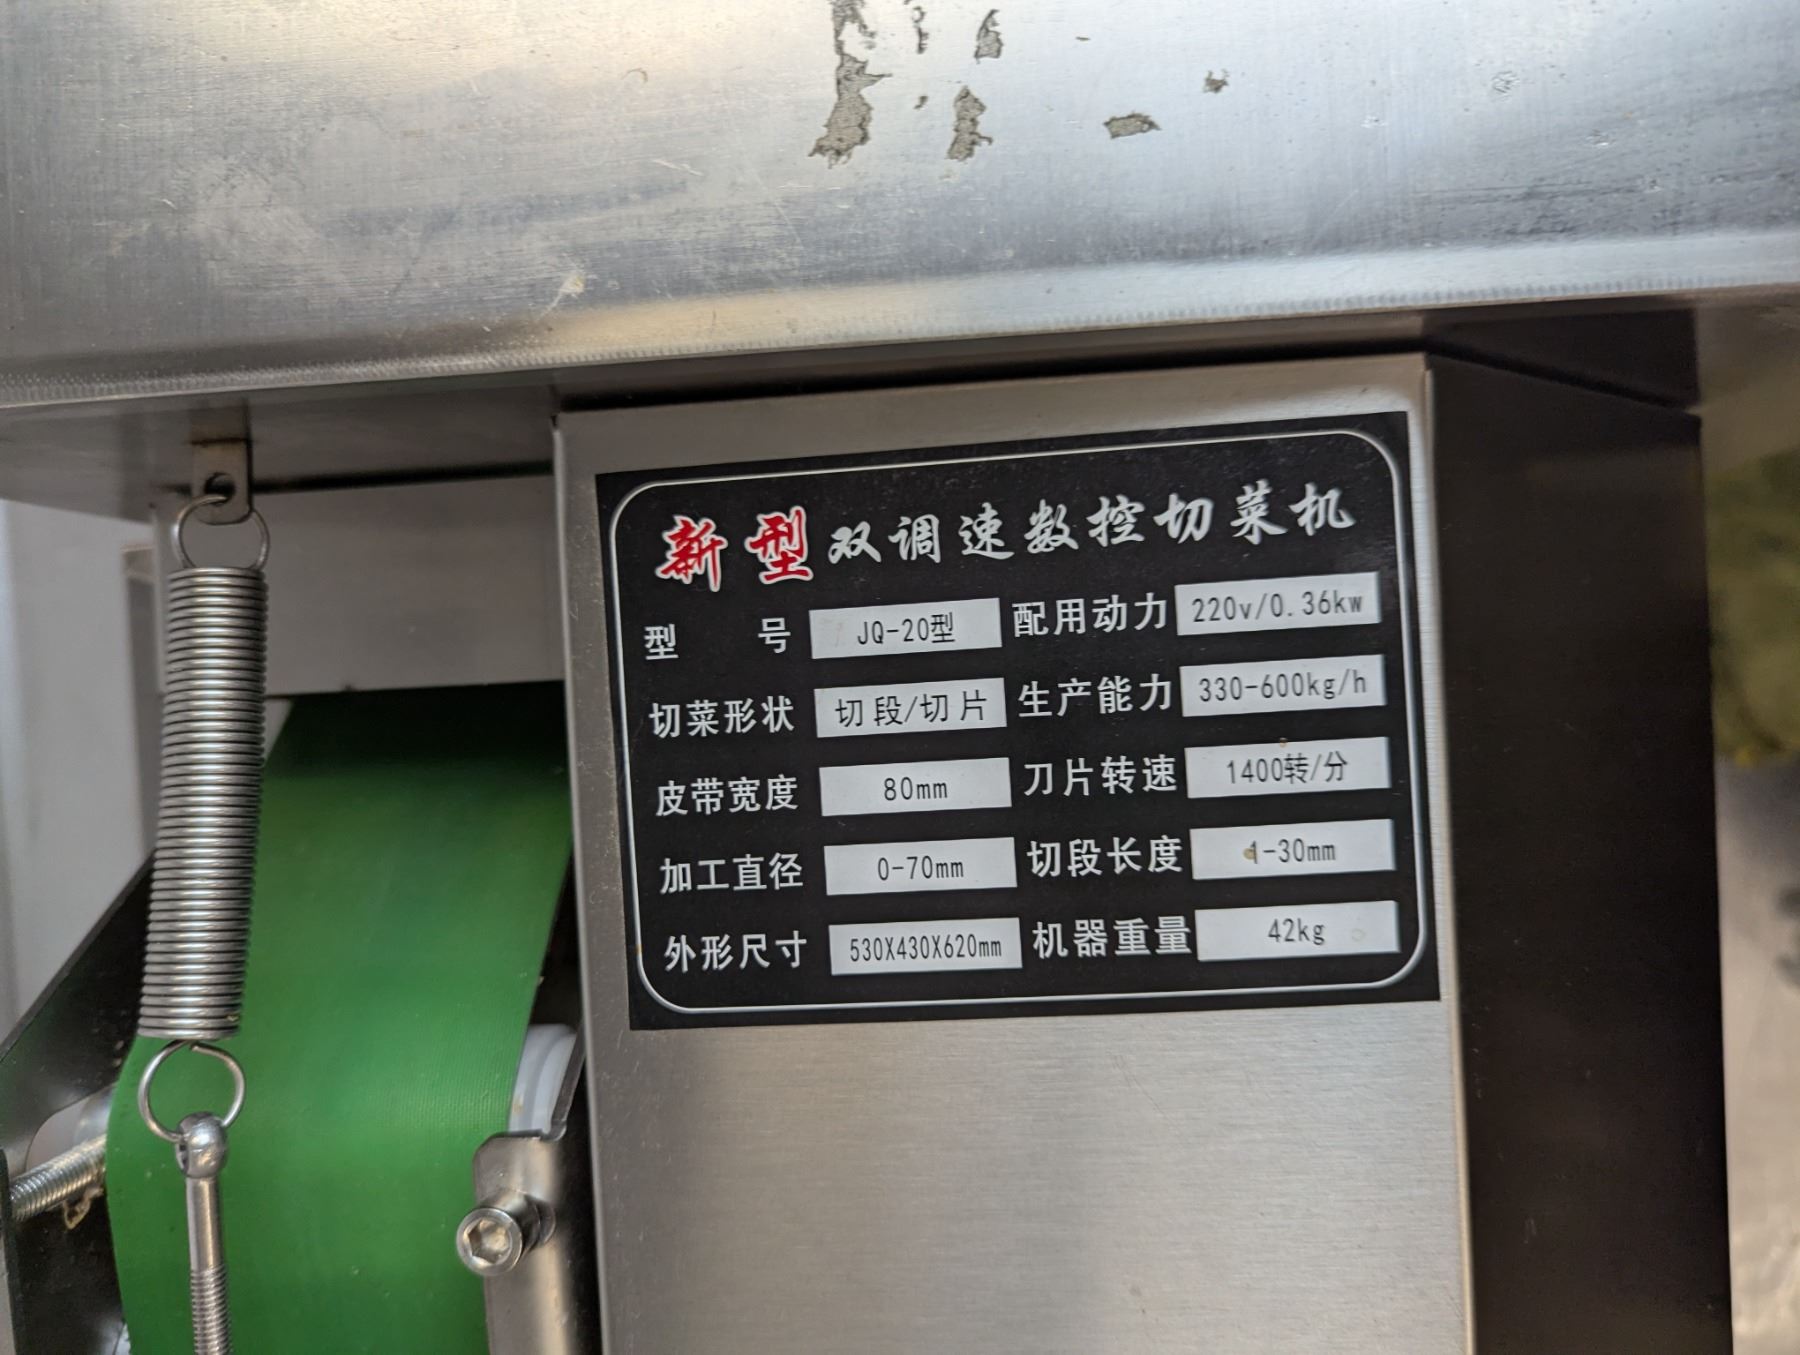 新型双调速数控切菜机
型号 JQ-20型 配用动力 220v/0.36kw
切菜形状 切段/切片 生产能力 330-600kg/h
皮带宽度 80mm 刀片转速 1400转/分
加工直径 0-70mm 切段长度 1-30mm
外形尺寸 530X430X620mm 机器重量 42kg